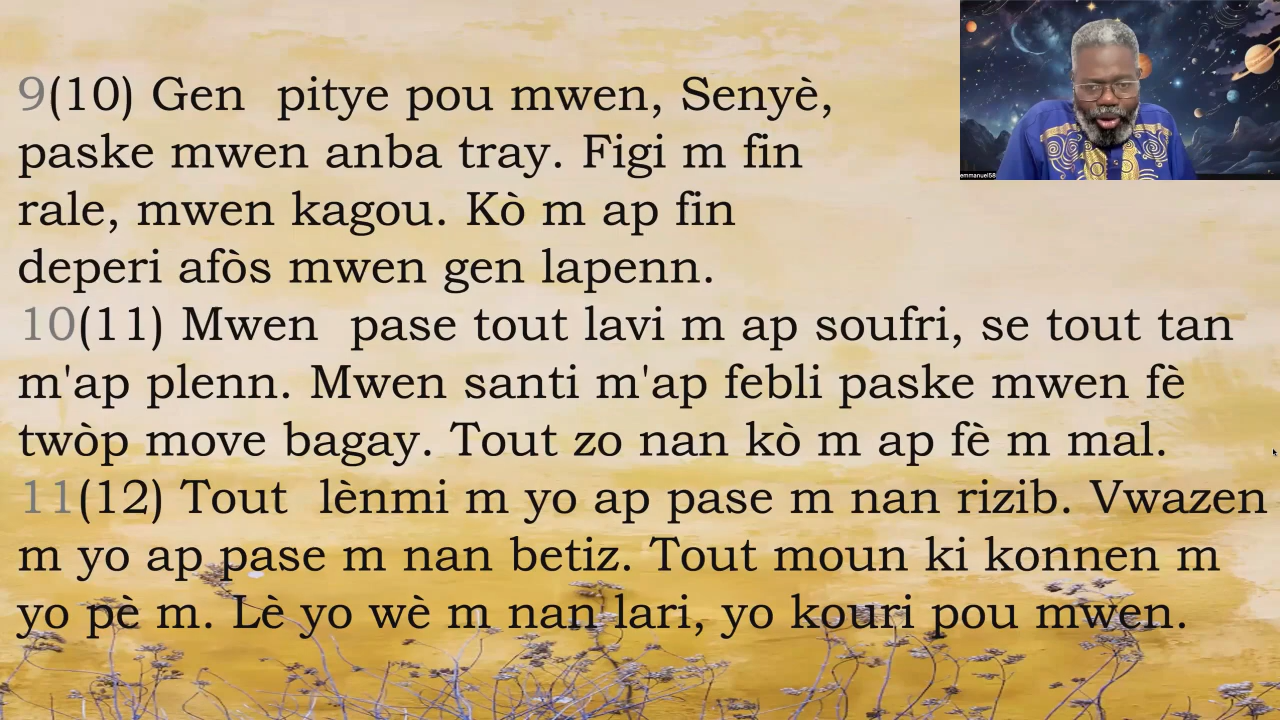 9(10) Gen  pitye pou mwen, Senyè,
paske mwen anba tray. Figi m fin
rale, mwen kagou. Kò m ap fin
deperi afòs mwen gen lapenn.
10(11) Mwen  pase tout lavi m ap soufri, se tout tan
m'ap plenn. Mwen santi m'ap febli paske mwen fè
twòp move bagay. Tout zo nan kò m ap fè m mal.
11(12) Tout  lènmi m yo ap pase m nan rizib. Vwazen
m yo ap pase m nan betiz. Tout moun ki konnen m
yo pè m. Lè yo wè m nan lari, yo kouri pou mwen.
emmanuel58